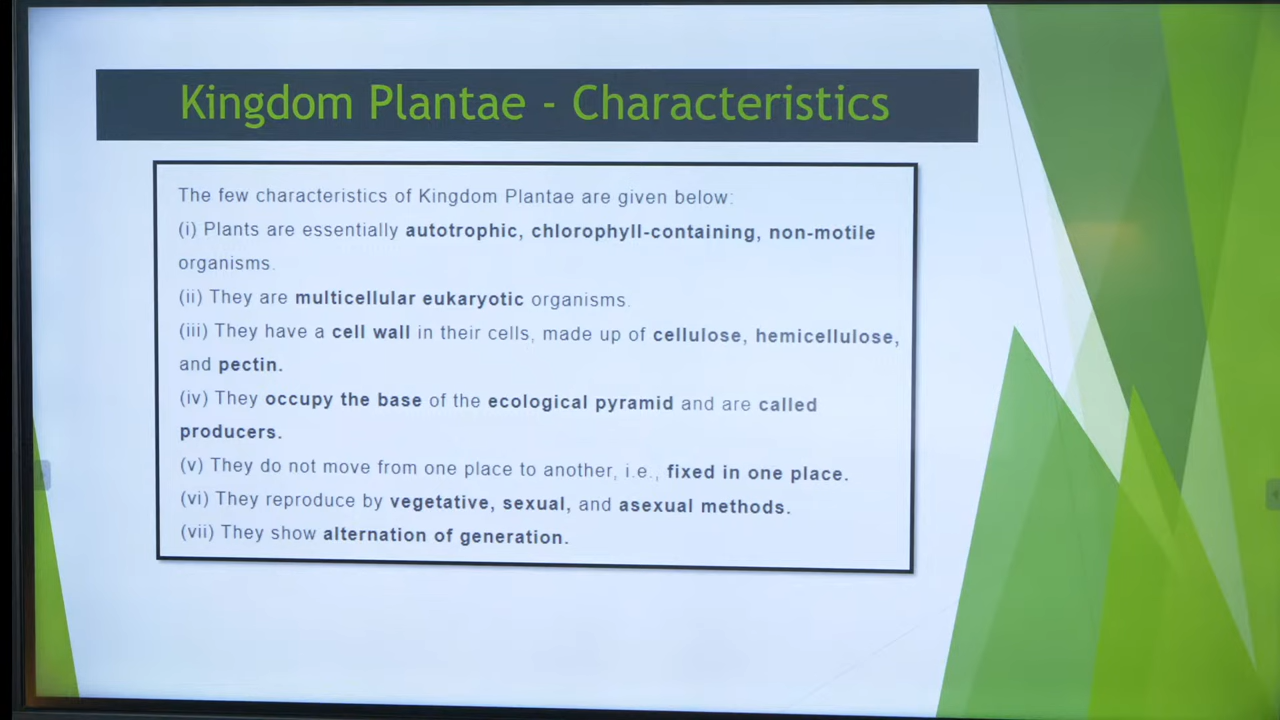 Kingdom Plantae - Characteristics
The few characteristics of Kingdom Plantae are given below:
(i) Plants are essentially autotrophic, chlorophyll-containing, non-motile
organisms.
(ii) They are multicellular eukaryotic organisms.
(iii) They have a cell wall in their cells, made up of cellulose, hemicellulose,
and pectin.
(iv) They occupy the base of the ecological pyramid and are called
producers.
(v) They do not move from one place to another, i.e., fixed in one place.
(vi) They reproduce by vegetative, sexual, and asexual methods.
(vii) They show alternation of generation.